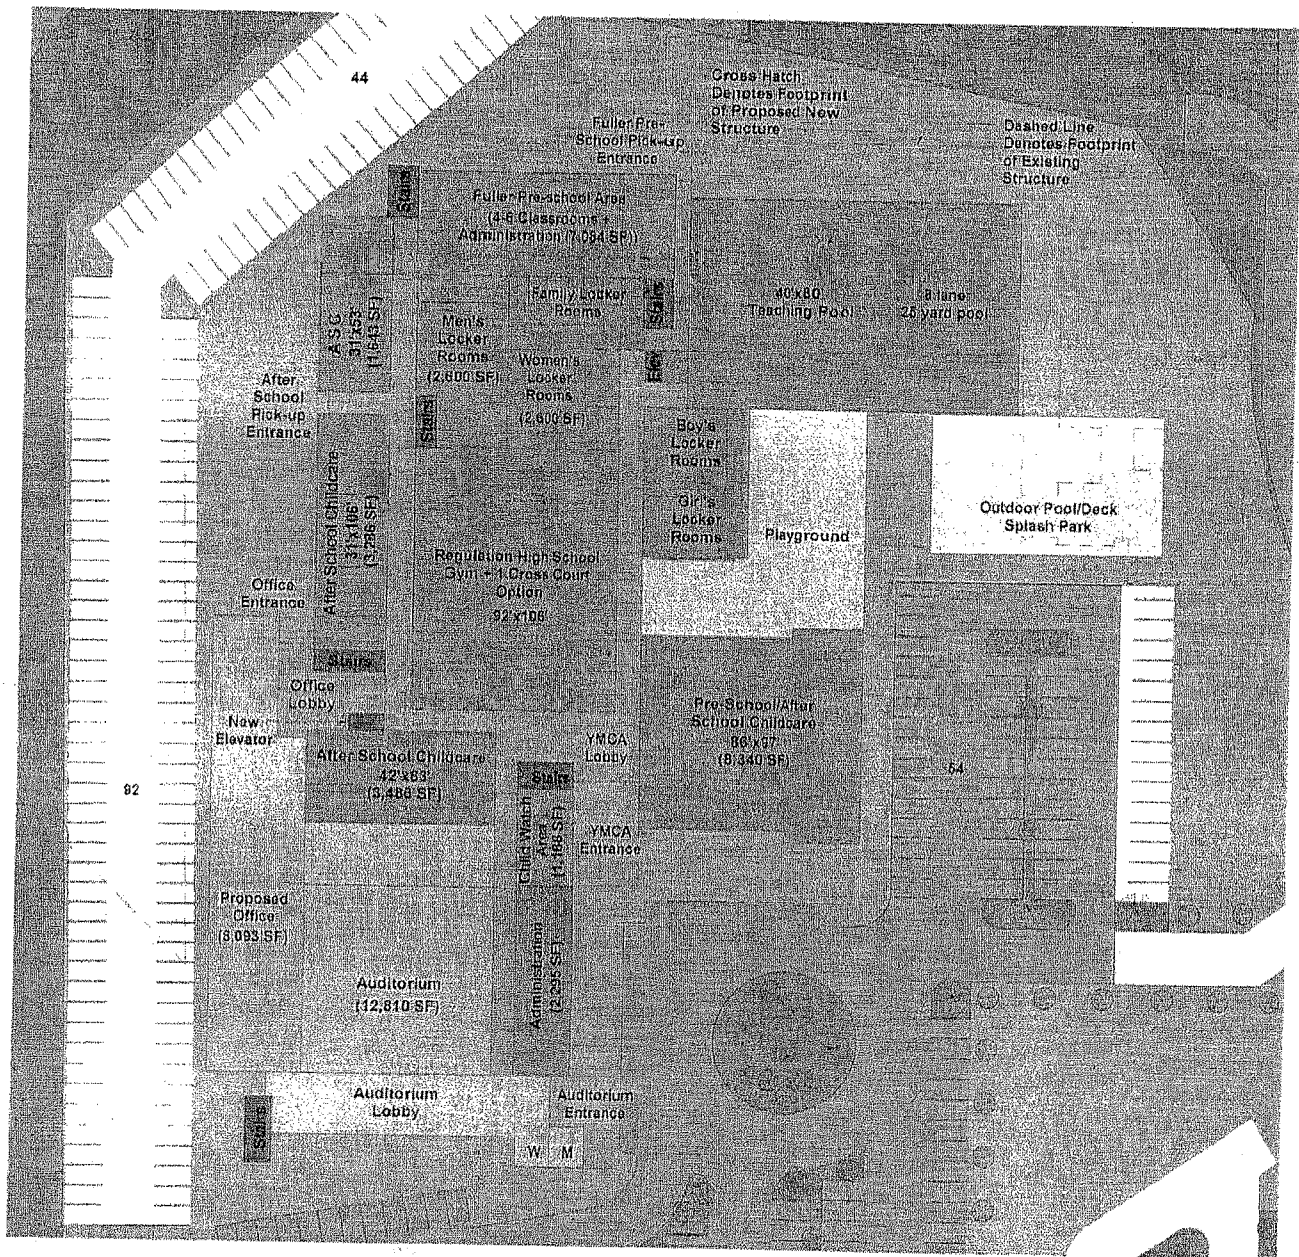 44
Cross Hatch
Denotes Footprint
of Proposed New
Structure
Fuller Pre-
School Pick-up
Entrance
Dashed Line
Denotes Footprint
of Existing
Structure
Stairs
Fuller Pre-school Area
(4-6 Classrooms +
Administration (7,084 SF))
Family Locker
Rooms
Stairs
40'x80'
Teaching Pool
8 lane
25 yard pool
A S C
31'x53'
(1,643 SF)
Men's
Locker
Rooms
(2,600 SF)
Women's
Locker
Rooms
(2,600 SF)
Elev
After
School
Pick-up
Entrance
Stairs
Boy's
Locker
Rooms
Girl's
Locker
Rooms
Playground
Outdoor Pool/Deck
Splash Park
After School Childcare
31'x106'
(3,286 SF)
Regulation High School
Gym + 1 Cross Court
Option
92'x106'
Office
Entrance
Stairs
Office
Lobby
New
Elevator
After School Childcare
42'x83'
(3,486 SF)
YMCA
Lobby
Stairs
Pre-School/After
School Childcare
86'x97'
(8,340 SF)
64
92
Child Watch
Area
(1,188 SF)
YMCA
Entrance
Proposed
Office
(8,093 SF)
Administration
(2,295 SF)
Auditorium
(12,810 SF)
Auditorium
Lobby
Auditorium
Entrance
Stairs
W M